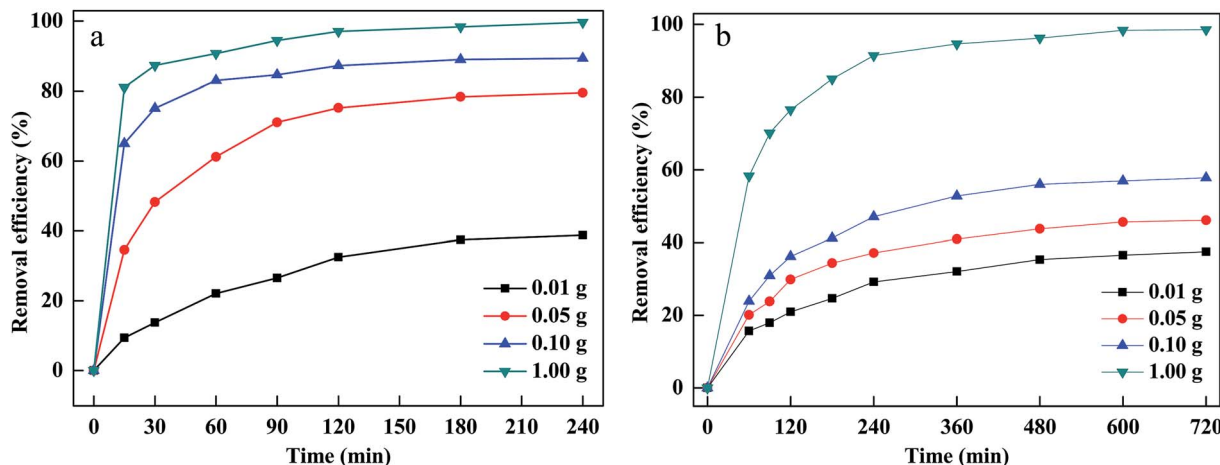 a
Removal efficiency (%)
100
80
60
40
20
0
0.01 g
0.05 g
0.10 g
1.00 g
0 30 60 90 120 150 180 210 240
Time (min)
b
Removal efficiency (%)
100
80
60
40
20
0
0.01 g
0.05 g
0.10 g
1.00 g
0 120 240 360 480 600 720
Time (min)